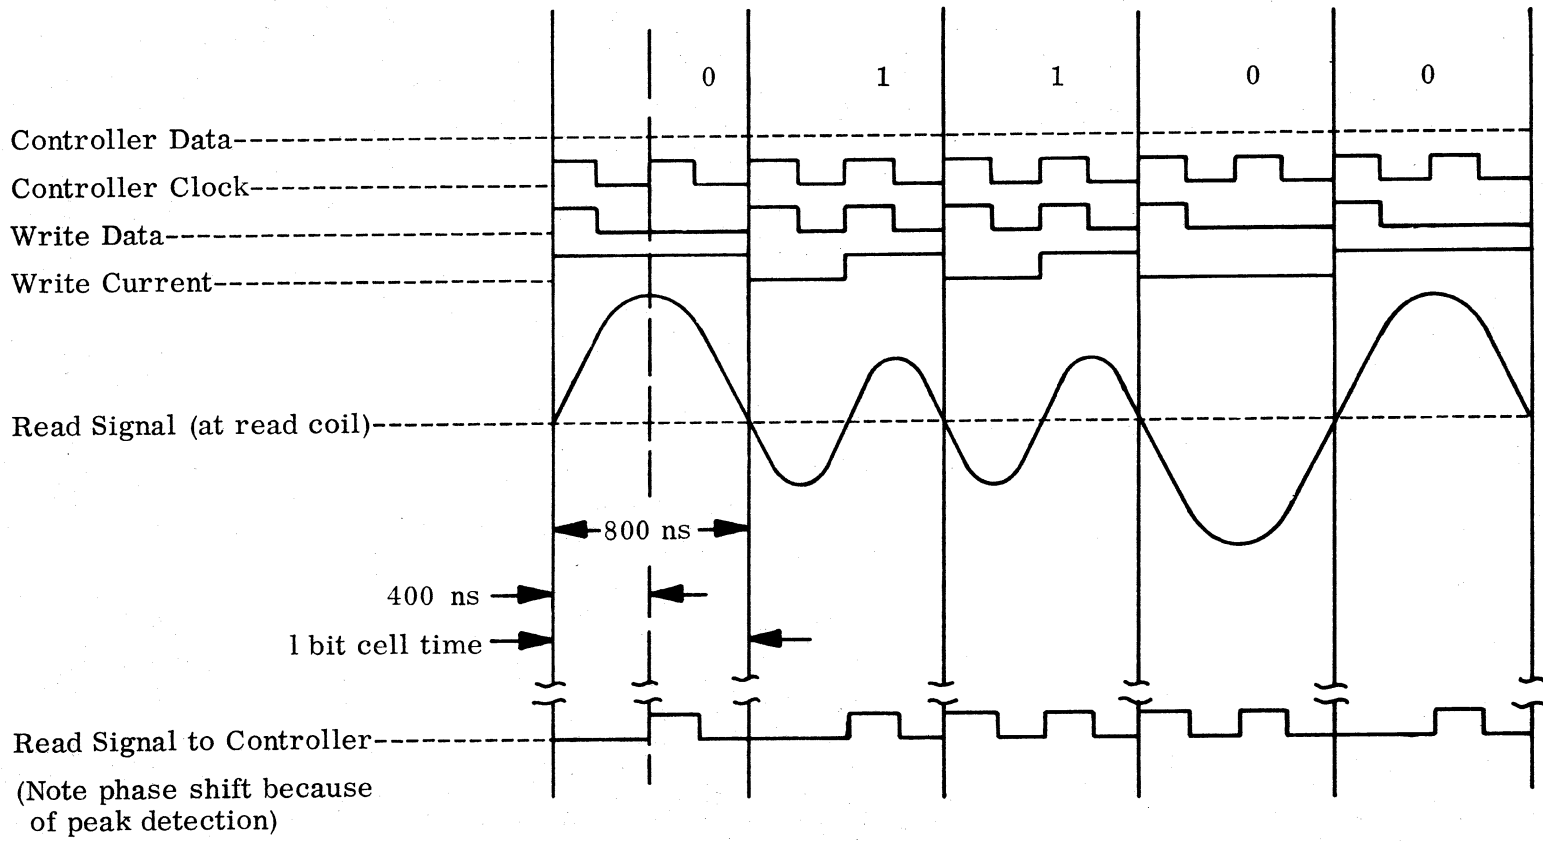 0 1 1 0 0
Controller Data
Controller Clock
Write Data
Write Current
Read Signal (at read coil)
800 ns
400 ns
1 bit cell time
Read Signal to Controller
(Note phase shift because
of peak detection)